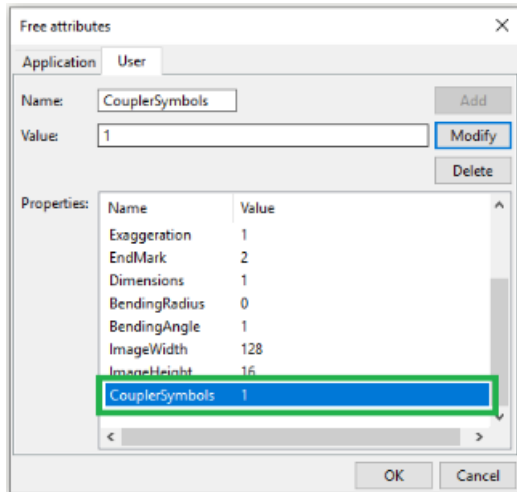 Free attributes
Application User
Name: CouplerSymbols Add
Value: 1 Modify
Delete
Properties: Name Value
Exaggeration 1
EndMark 2
Dimensions 1
BendingRadius 0
BendingAngle 1
ImageWidth 128
ImageHeight 16
CouplerSymbols 1
OK Cancel